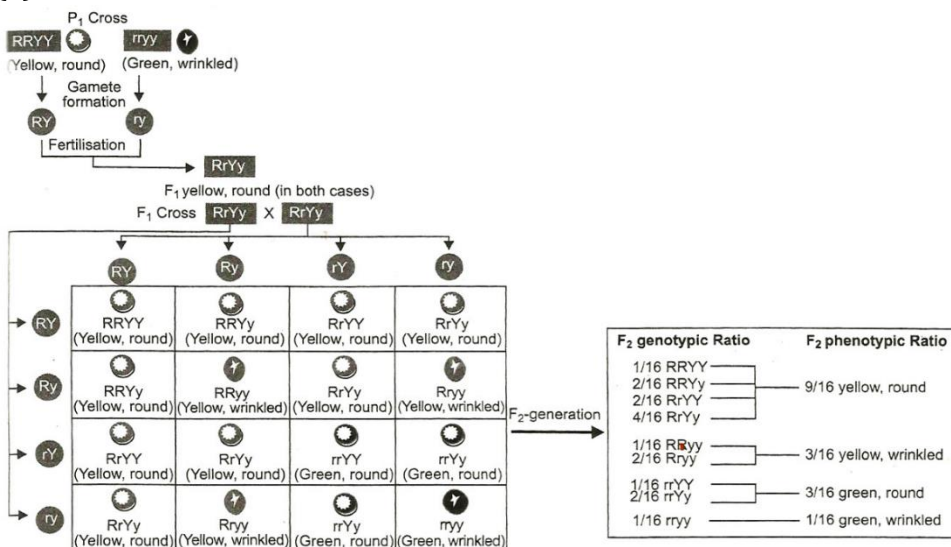 P1 Cross
RRYY rryy
(Yellow, round) (Green, wrinkled)
Gamete
formation
RY ry
Fertilisation
RrYy
F1 yellow, round (in both cases)
F1 Cross RrYy X RrYy
RY Ry rY ry
RY RRYY RRYy RrYY RrYy
(Yellow, round) (Yellow, round) (Yellow, round) (Yellow, round)
Ry RRYy RRyy RrYy Rryy
(Yellow, round) (Yellow, wrinkled) (Yellow, round) (Yellow, wrinkled)
rY RrYY RrYy rrYY rrYy
(Yellow, round) (Yellow, round) (Green, round) (Green, round)
ry RrYy Rryy rrYy rryy
(Yellow, round) (Yellow, wrinkled) (Green, round) (Green, wrinkled)
F2-generation
F2 genotypic Ratio F2 phenotypic Ratio
1/16 RRYY
2/16 RRYy
2/16 RrYY
4/16 RrYy
9/16 yellow, round
1/16 RRyy
2/16 Rryy
3/16 yellow, wrinkled
1/16 rrYY
2/16 rrYy
3/16 green, round
1/16 rryy 1/16 green, wrinkled